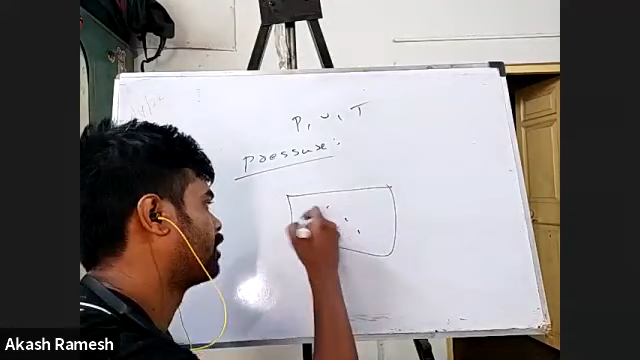 P, v, T
Pressure :-
Akash Ramesh